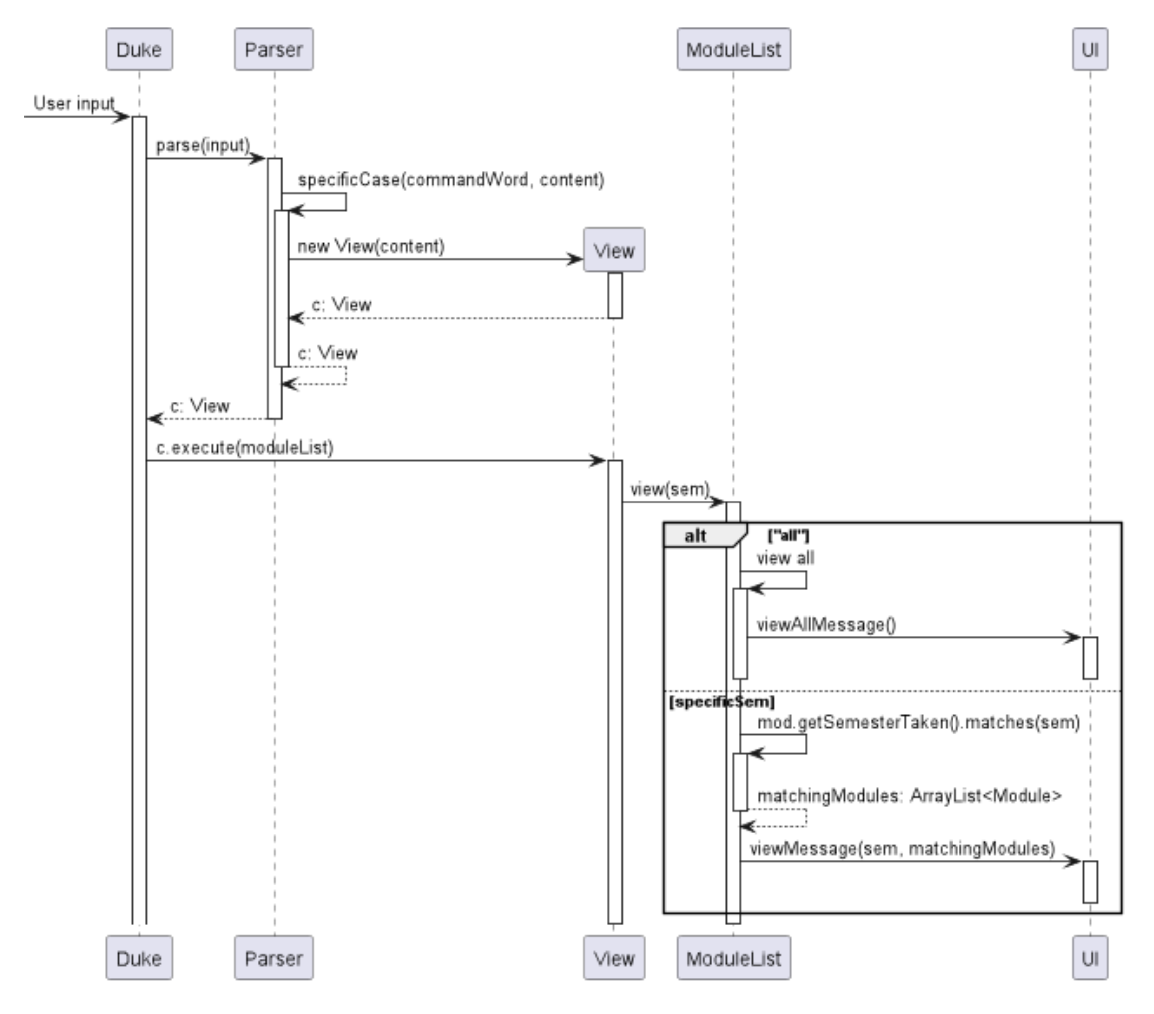 Duke
Parser
ModuleList
UI
User input
parse(input)
specificCase(commandWord, content)
new View(content)
View
c: View
c: View
c: View
c.execute(moduleList)
view(sem)
alt
["all"]
view all
viewAllMessage()
[specificSem]
mod.getSemesterTaken().matches(sem)
matchingModules: ArrayList<Module>
viewMessage(sem, matchingModules)
Duke
Parser
View
ModuleList
UI